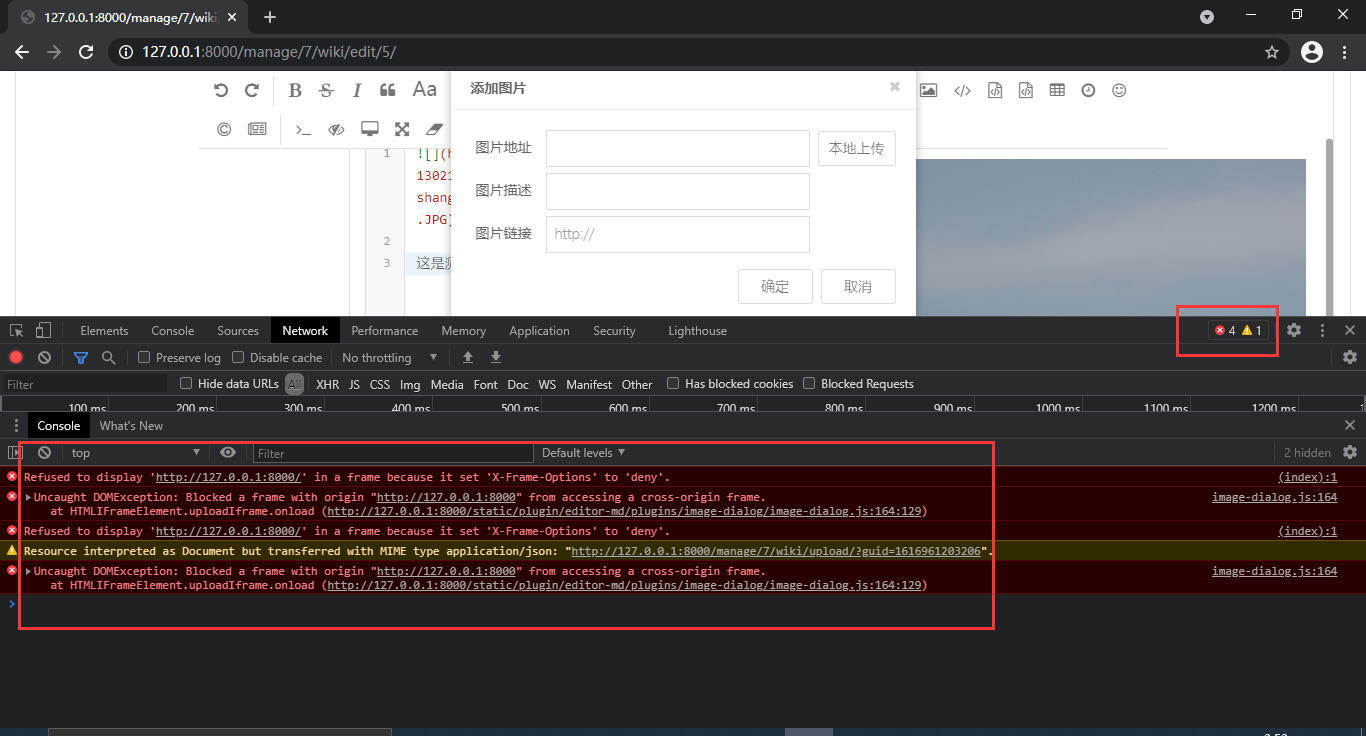 127.0.0.1:8000/manage/7/wiki
127.0.0.1:8000/manage/7/wiki/edit/5/
B S I Aa
添加图片
图片地址
本地上传
图片描述
图片链接
http://
确定
取消
1
1302
shang
.JPG)
2
3
这是测
Elements Console Sources Network Performance Memory Application Security Lighthouse
4 1
Preserve log Disable cache No throttling
Filter Hide data URLs All XHR JS CSS Img Media Font Doc WS Manifest Other Has blocked cookies Blocked Requests
100 ms 200 ms 300 ms 400 ms 500 ms 600 ms 700 ms 800 ms 900 ms 1000 ms 1100 ms 1200 ms
Console What's New
top Filter Default levels 2 hidden
Refused to display 'http://127.0.0.1:8000/' in a frame because it set 'X-Frame-Options' to 'deny'. (index):1
Uncaught DOMException: Blocked a frame with origin "http://127.0.0.1:8000" from accessing a cross-origin frame. image-dialog.js:164
at HTMLIFrameElement.uploadIframe.onload (http://127.0.0.1:8000/static/plugin/editor-md/plugins/image-dialog/image-dialog.js:164:129)
Refused to display 'http://127.0.0.1:8000/' in a frame because it set 'X-Frame-Options' to 'deny'. (index):1
Resource interpreted as Document but transferred with MIME type application/json: "http://127.0.0.1:8000/manage/7/wiki/upload/?guid=1616961203206".
Uncaught DOMException: Blocked a frame with origin "http://127.0.0.1:8000" from accessing a cross-origin frame. image-dialog.js:164
at HTMLIFrameElement.uploadIframe.onload (http://127.0.0.1:8000/static/plugin/editor-md/plugins/image-dialog/image-dialog.js:164:129)